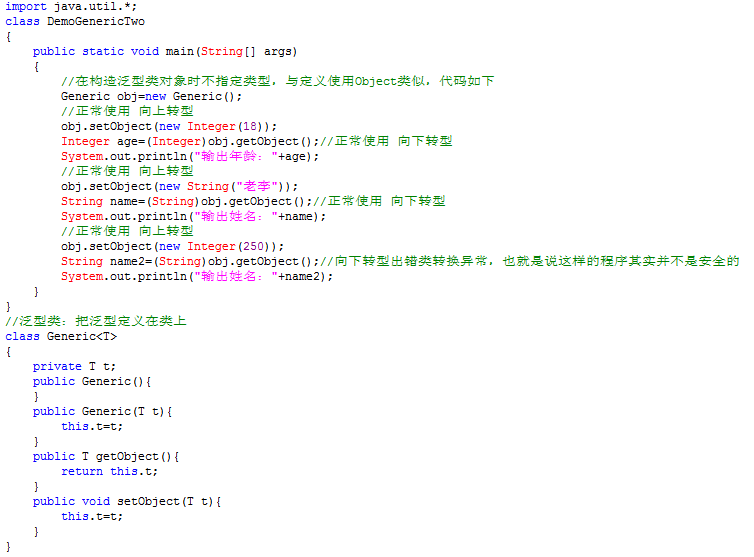 import java.util.*;
class DemoGenericTwo
{
    public static void main(String[] args)
    {
        //在构造泛型类对象时不指定类型，与定义使用Object类似，代码如下
        Generic obj=new Generic();
        //正常使用 向上转型
        obj.setObject(new Integer(18));
        Integer age=(Integer)obj.getObject();//正常使用 向下转型
        System.out.println("输出年龄："+age);
        //正常使用 向上转型
        obj.setObject(new String("老李"));
        String name=(String)obj.getObject();//正常使用 向下转型
        System.out.println("输出姓名："+name);
        //正常使用 向上转型
        obj.setObject(new Integer(250));
        String name2=(String)obj.getObject();//向下转型出错类转换异常，也就是说这样的程序其实并不是安全的
        System.out.println("输出姓名："+name2);
    }
}
//泛型类：把泛型定义在类上
class Generic<T>
{
    private T t;
    public Generic(){
    }
    public Generic(T t){
        this.t=t;
    }
    public T getObject(){
        return this.t;
    }
    public void setObject(T t){
        this.t=t;
    }
}